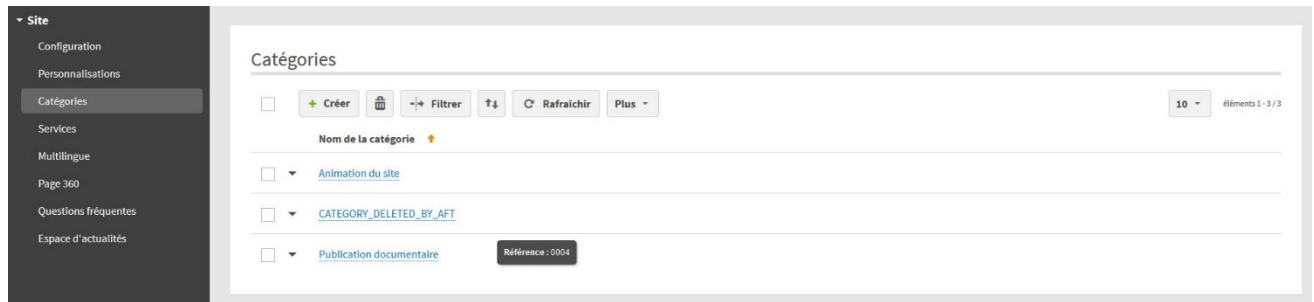 Site
Configuration
Personnalisations
Catégories
Services
Multilingue
Page 360
Questions fréquentes
Espace d'actualités
Catégories
+ Créer Filtrer Rafraîchir Plus 10 éléments 1 - 3 / 3
Nom de la catégorie
Animation du site
CATEGORY_DELETED_BY_AFT
Publication documentaire Référence : 0004